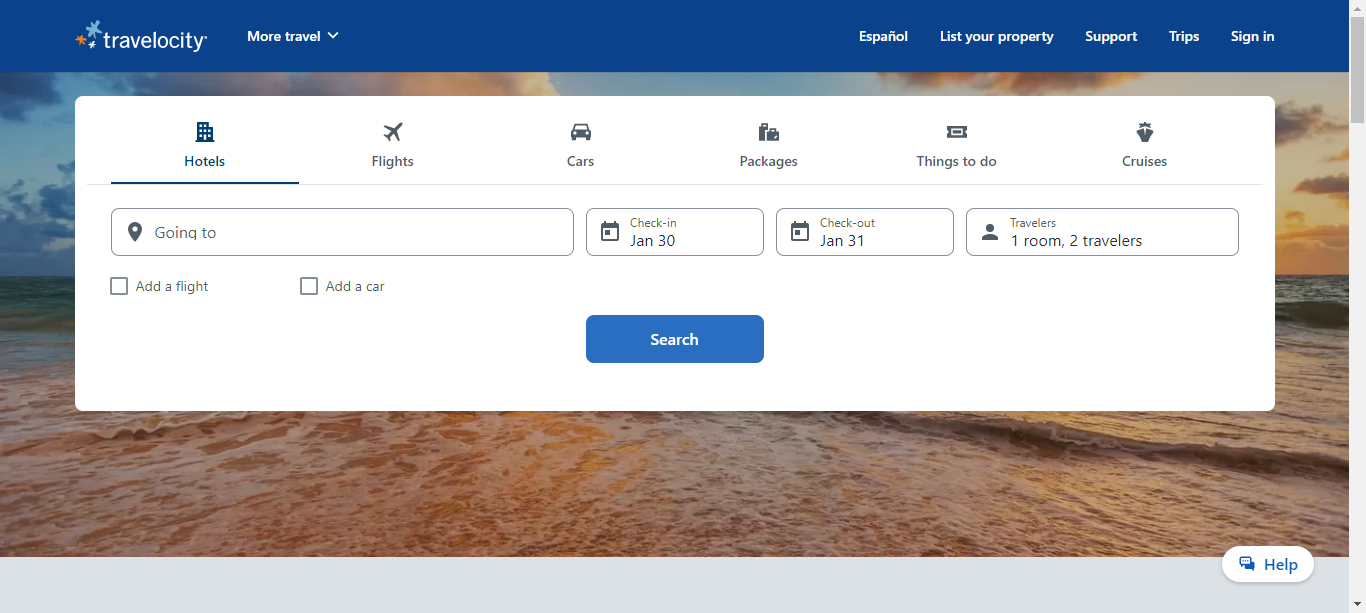 travelocity
More travel
Español
List your property
Support
Trips
Sign in
Hotels
Flights
Cars
Packages
Things to do
Cruises
Going to
Check-in
Jan 30
Check-out
Jan 31
Travelers
1 room, 2 travelers
Add a flight
Add a car
Search
Help